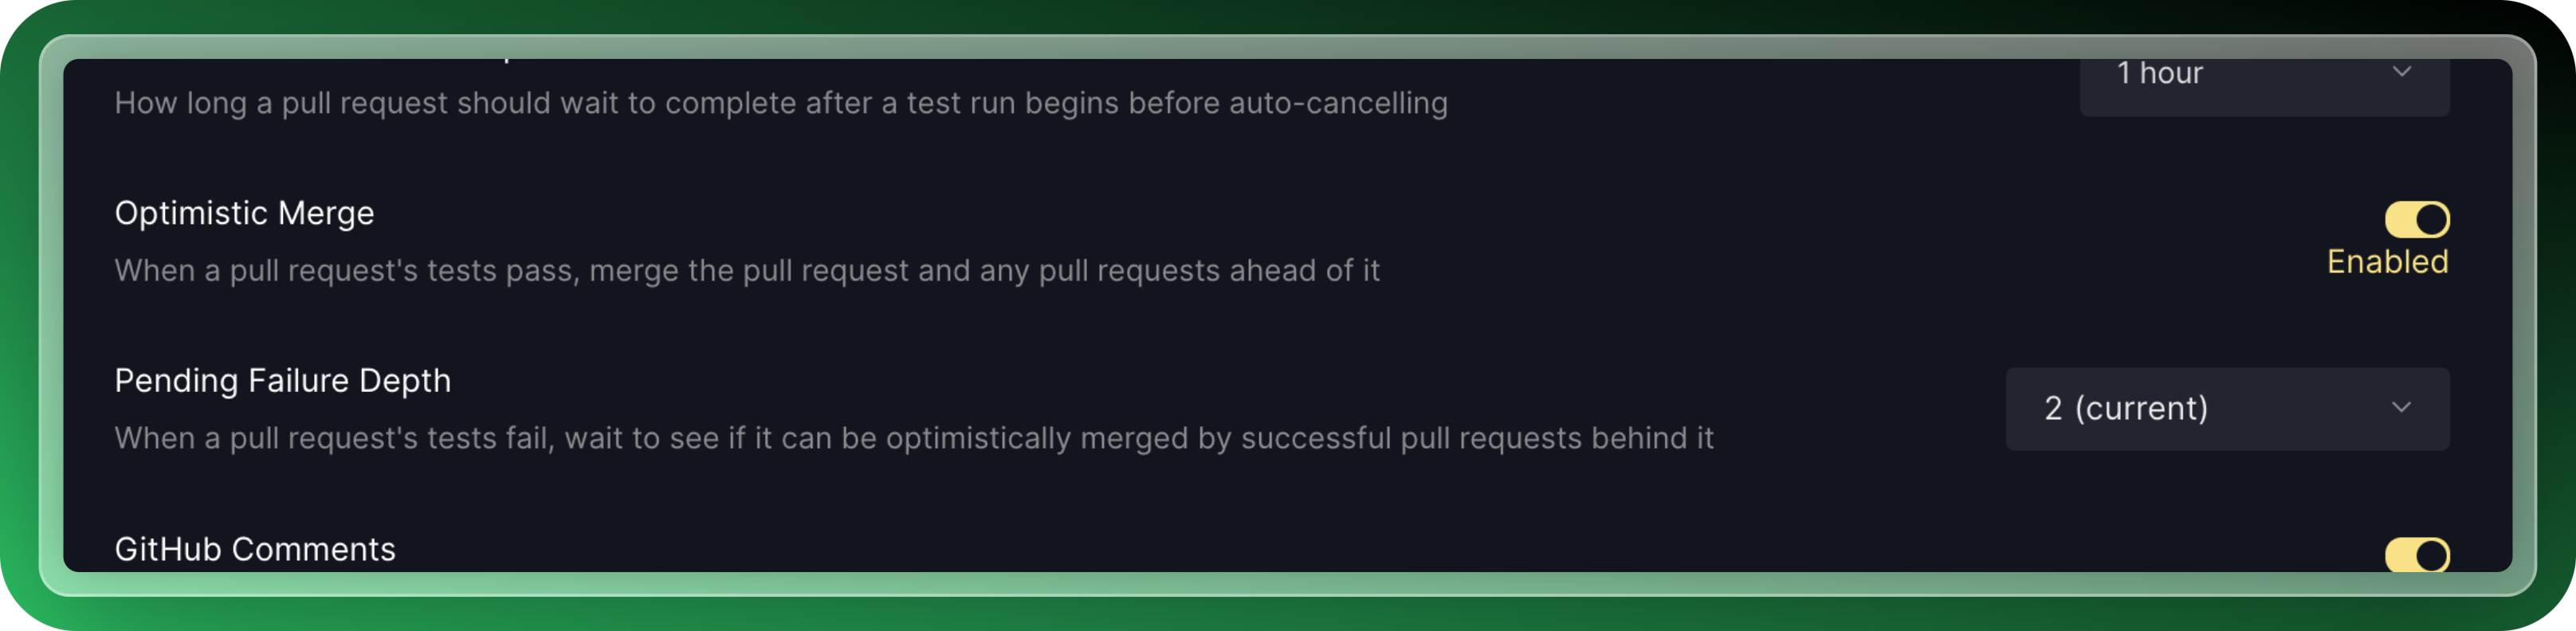 1 hour
How long a pull request should wait to complete after a test run begins before auto-cancelling
Optimistic Merge
Enabled
When a pull request's tests pass, merge the pull request and any pull requests ahead of it
Pending Failure Depth
2 (current)
When a pull request's tests fail, wait to see if it can be optimistically merged by successful pull requests behind it
GitHub Comments